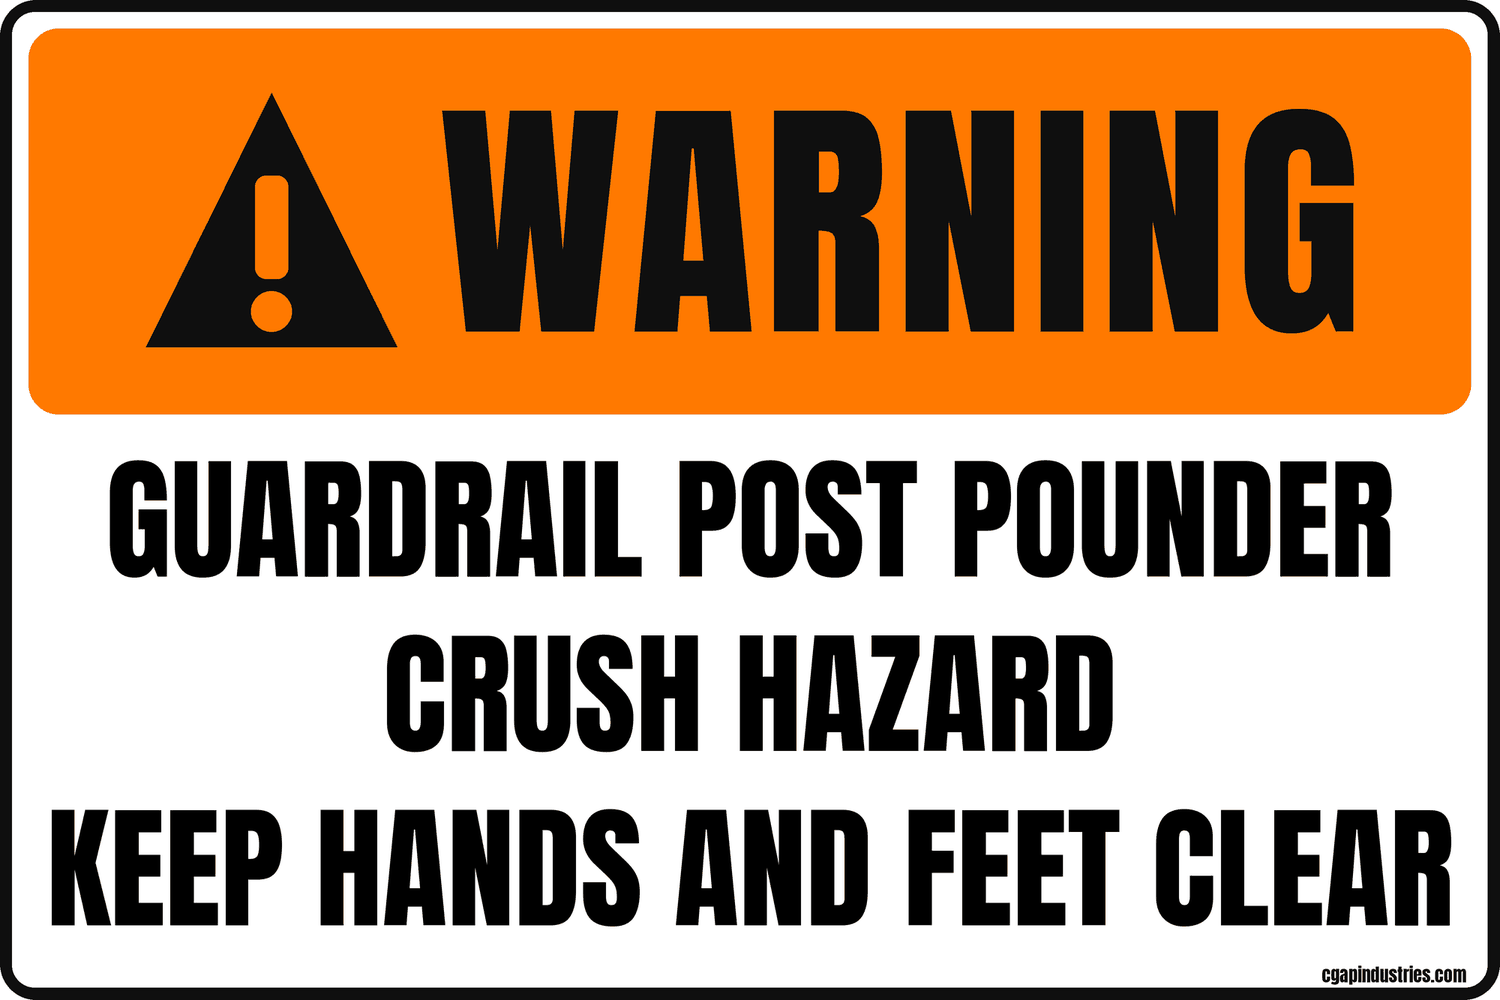 WARNING
GUARDRAIL POST POUNDER
CRUSH HAZARD
KEEP HANDS AND FEET CLEAR
cgapindustries.com